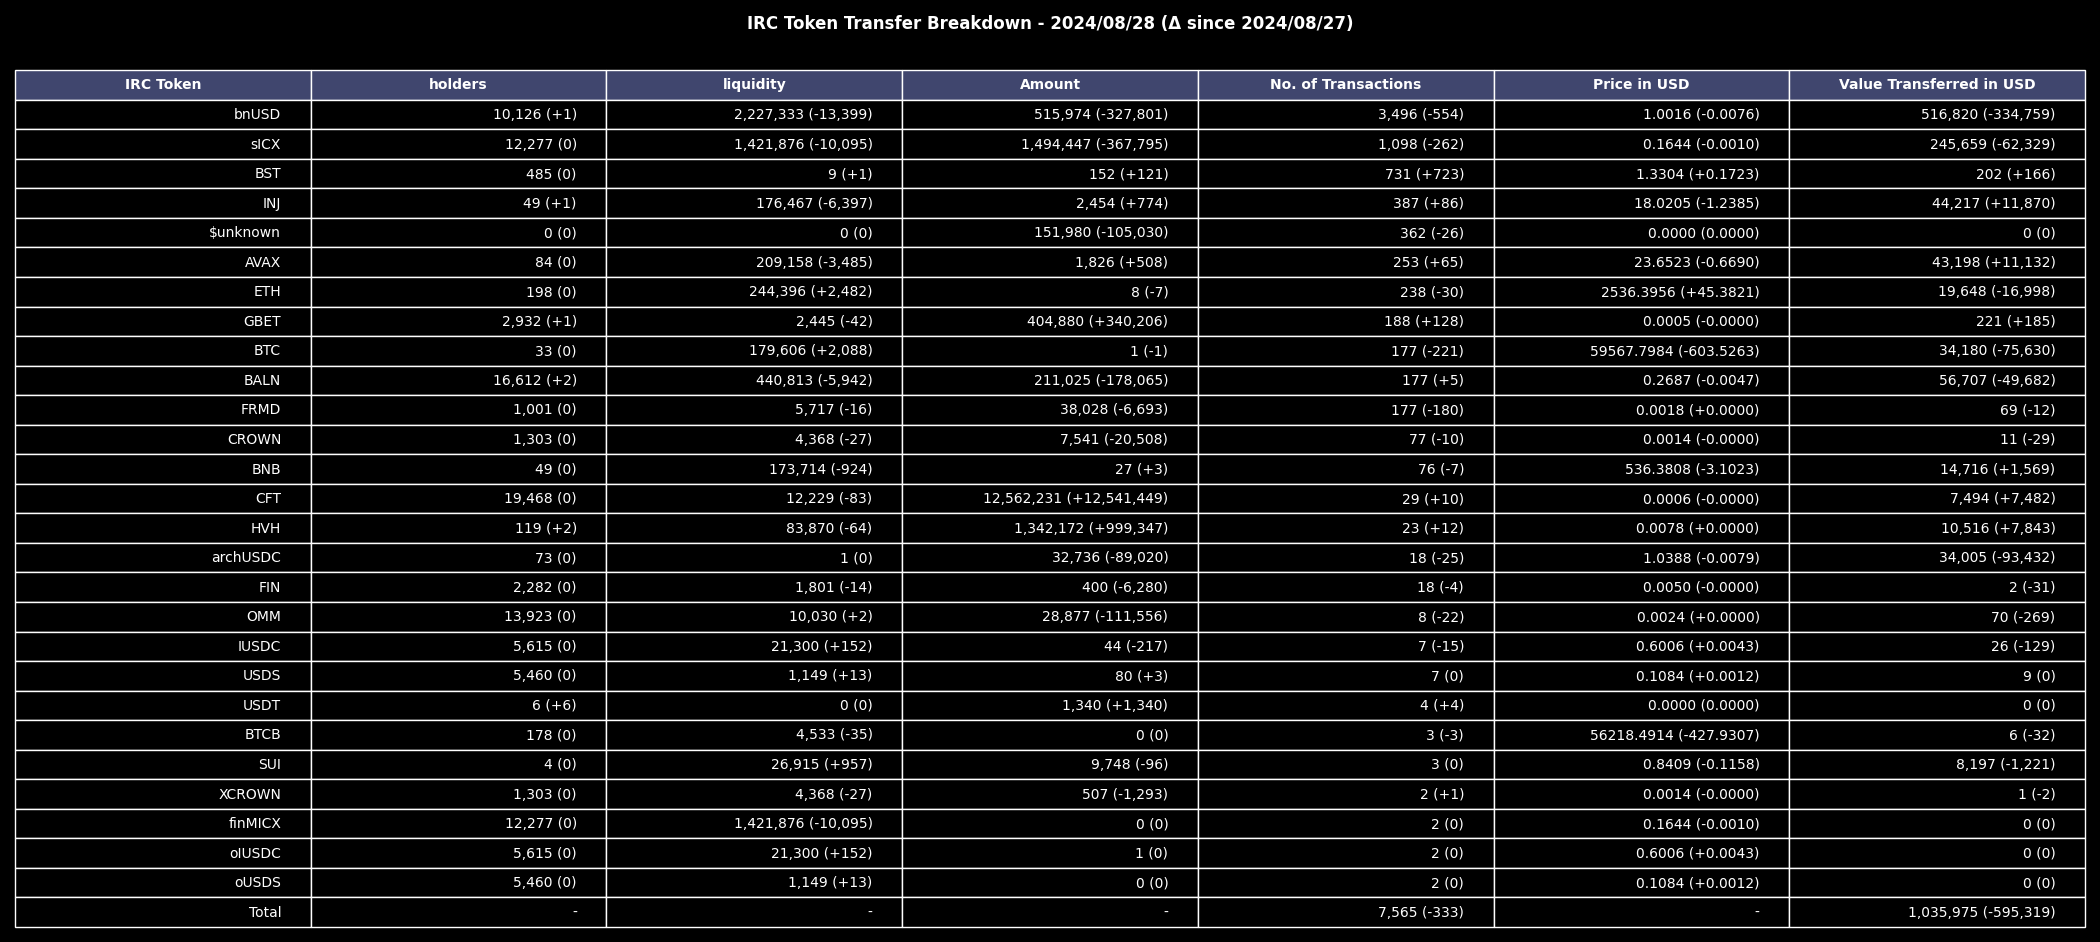 IRC Token Transfer Breakdown - 2024/08/28 (Δ since 2024/08/27)
IRC Token holders liquidity Amount No. of Transactions Price in USD Value Transferred in USD
bnUSD 10,126 (+1) 2,227,333 (-13,399) 515,974 (-327,801) 3,496 (-554) 1.0016 (-0.0076) 516,820 (-334,759)
sICX 12,277 (0) 1,421,876 (-10,095) 1,494,447 (-367,795) 1,098 (-262) 0.1644 (-0.0010) 245,659 (-62,329)
BST 485 (0) 9 (+1) 152 (+121) 731 (+723) 1.3304 (+0.1723) 202 (+166)
INJ 49 (+1) 176,467 (-6,397) 2,454 (+774) 387 (+86) 18.0205 (-1.2385) 44,217 (+11,870)
$unknown 0 (0) 0 (0) 151,980 (-105,030) 362 (-26) 0.0000 (0.0000) 0 (0)
AVAX 84 (0) 209,158 (-3,485) 1,826 (+508) 253 (+65) 23.6523 (-0.6690) 43,198 (+11,132)
ETH 198 (0) 244,396 (+2,482) 8 (-7) 238 (-30) 2536.3956 (+45.3821) 19,648 (-16,998)
GBET 2,932 (+1) 2,445 (-42) 404,880 (+340,206) 188 (+128) 0.0005 (-0.0000) 221 (+185)
BTC 33 (0) 179,606 (+2,088) 1 (-1) 177 (-221) 59567.7984 (-603.5263) 34,180 (-75,630)
BALN 16,612 (+2) 440,813 (-5,942) 211,025 (-178,065) 177 (+5) 0.2687 (-0.0047) 56,707 (-49,682)
FRMD 1,001 (0) 5,717 (-16) 38,028 (-6,693) 177 (-180) 0.0018 (+0.0000) 69 (-12)
CROWN 1,303 (0) 4,368 (-27) 7,541 (-20,508) 77 (-10) 0.0014 (-0.0000) 11 (-29)
BNB 49 (0) 173,714 (-924) 27 (+3) 76 (-7) 536.3808 (-3.1023) 14,716 (+1,569)
CFT 19,468 (0) 12,229 (-83) 12,562,231 (+12,541,449) 29 (+10) 0.0006 (-0.0000) 7,494 (+7,482)
HVH 119 (+2) 83,870 (-64) 1,342,172 (+999,347) 23 (+12) 0.0078 (+0.0000) 10,516 (+7,843)
archUSDC 73 (0) 1 (0) 32,736 (-89,020) 18 (-25) 1.0388 (-0.0079) 34,005 (-93,432)
FIN 2,282 (0) 1,801 (-14) 400 (-6,280) 18 (-4) 0.0050 (-0.0000) 2 (-31)
OMM 13,923 (0) 10,030 (+2) 28,877 (-111,556) 8 (-22) 0.0024 (+0.0000) 70 (-269)
IUSDC 5,615 (0) 21,300 (+152) 44 (-217) 7 (-15) 0.6006 (+0.0043) 26 (-129)
USDS 5,460 (0) 1,149 (+13) 80 (+3) 7 (0) 0.1084 (+0.0012) 9 (0)
USDT 6 (+6) 0 (0) 1,340 (+1,340) 4 (+4) 0.0000 (0.0000) 0 (0)
BTCB 178 (0) 4,533 (-35) 0 (0) 3 (-3) 56218.4914 (-427.9307) 6 (-32)
SUI 4 (0) 26,915 (+957) 9,748 (-96) 3 (0) 0.8409 (-0.1158) 8,197 (-1,221)
XCROWN 1,303 (0) 4,368 (-27) 507 (-1,293) 2 (+1) 0.0014 (-0.0000) 1 (-2)
finMICX 12,277 (0) 1,421,876 (-10,095) 0 (0) 2 (0) 0.1644 (-0.0010) 0 (0)
oIUSDC 5,615 (0) 21,300 (+152) 1 (0) 2 (0) 0.6006 (+0.0043) 0 (0)
oUSDS 5,460 (0) 1,149 (+13) 0 (0) 2 (0) 0.1084 (+0.0012) 0 (0)
Total - - - 7,565 (-333) - 1,035,975 (-595,319)